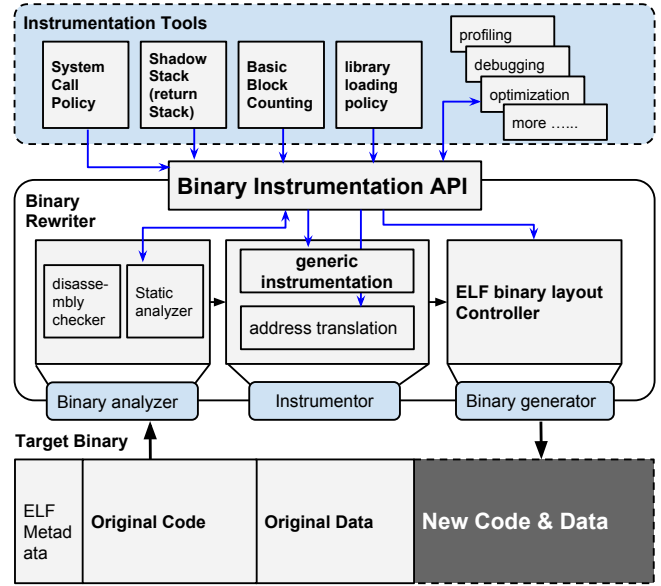 Instrumentation Tools
System
Call
Policy
Shadow
Stack
(return
Stack)
Basic
Block
Counting
library
loading
policy
profiling
debugging
optimization
more …...
Binary Instrumentation API
Binary
Rewriter
disasse-
mbly
checker
Static
analyzer
generic
instrumentation
address translation
ELF binary layout
Controller
Binary analyzer
Instrumentor
Binary generator
Target Binary
ELF
Metad
ata
Original Code
Original Data
New Code & Data